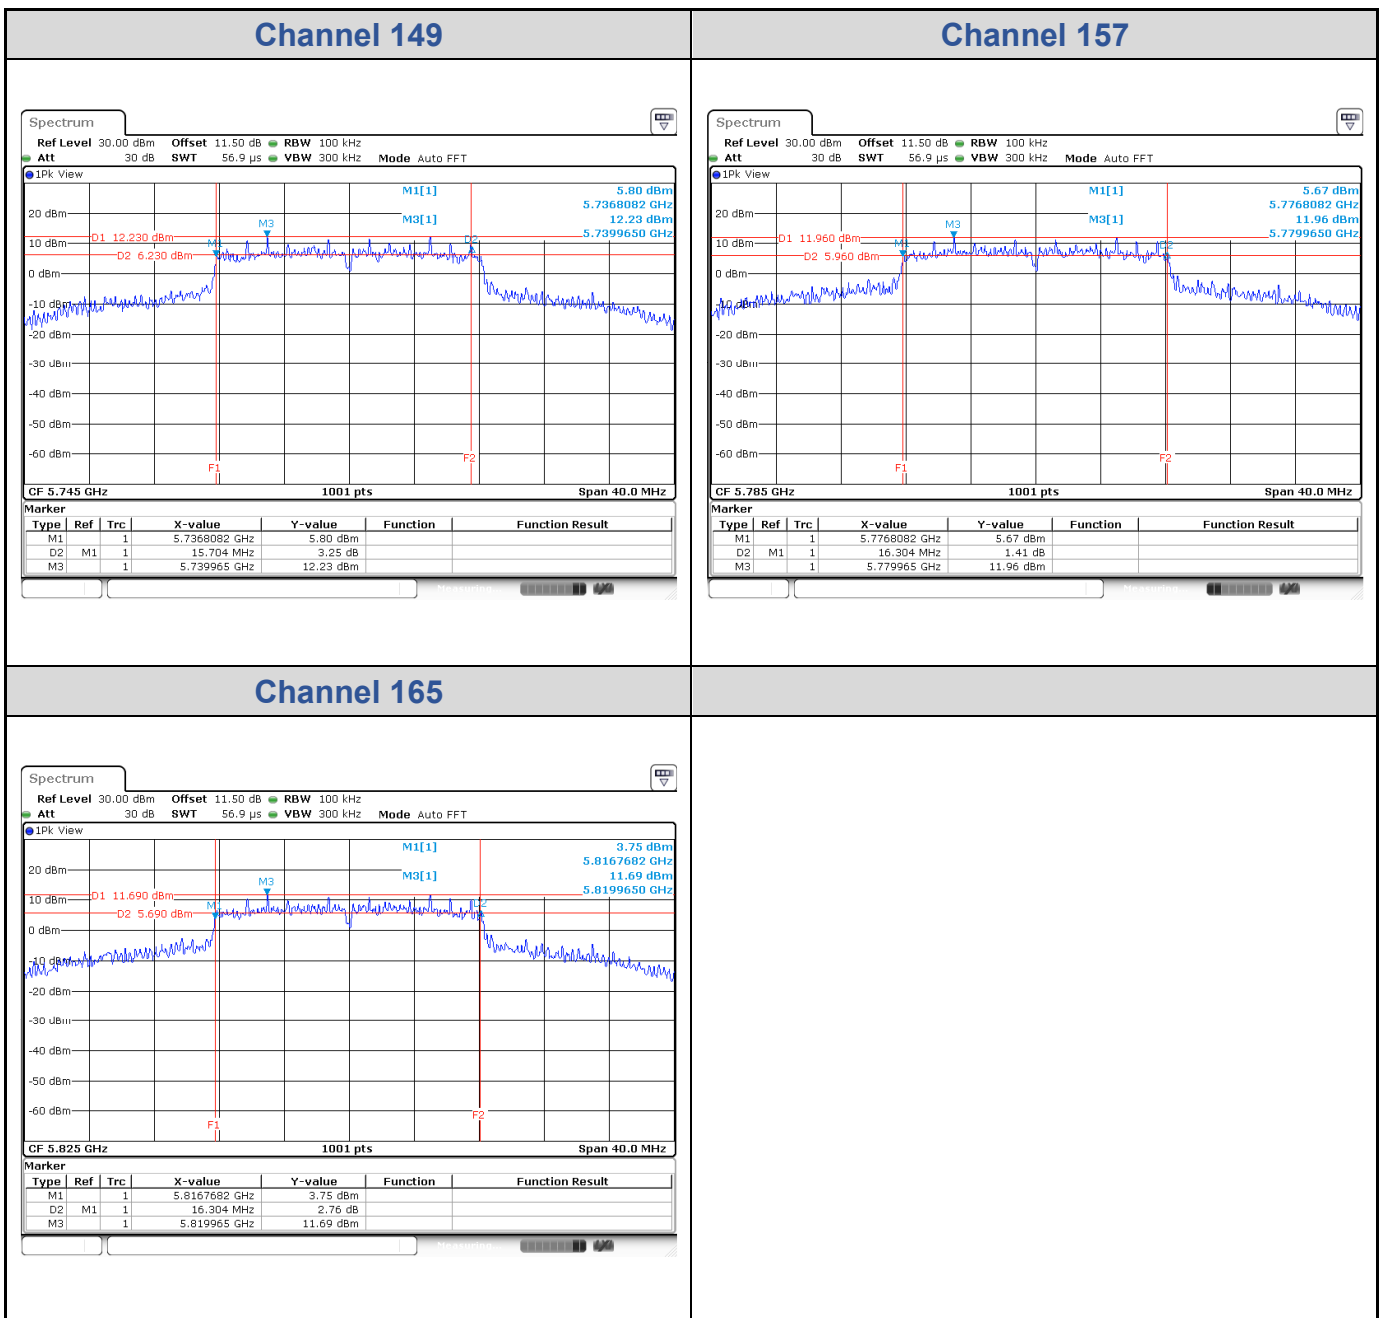 Channel 149
Channel 157
Spectrum
Ref Level 30.00 dBm Offset 11.50 dB RBW 100 kHz
Att 30 dB SWT 56.9 µs VBW 300 kHz Mode Auto FFT
1Pk View
M1[1] 5.80 dBm
5.7368082 GHz
M3[1] 12.23 dBm
5.7399650 GHz
20 dBm
M3
D1 12.230 dBm
10 dBm
M1
D2
D2 6.230 dBm
0 dBm
-10 dBm
-20 dBm
-30 dBm
-40 dBm
-50 dBm
-60 dBm
F1
F2
CF 5.745 GHz 1001 pts Span 40.0 MHz
Marker
Type Ref Trc X-value Y-value Function Function Result
M1 1 5.7368082 GHz 5.80 dBm
D2 M1 1 15.704 MHz 3.25 dB
M3 1 5.739965 GHz 12.23 dBm
Measuring...
Spectrum
Ref Level 30.00 dBm Offset 11.50 dB RBW 100 kHz
Att 30 dB SWT 56.9 µs VBW 300 kHz Mode Auto FFT
1Pk View
M1[1] 5.67 dBm
5.7768082 GHz
M3[1] 11.96 dBm
5.7799650 GHz
20 dBm
M3
D1 11.960 dBm
10 dBm
M1
D2
D2 5.960 dBm
0 dBm
-10 dBm
-20 dBm
-30 dBm
-40 dBm
-50 dBm
-60 dBm
F1
F2
CF 5.785 GHz 1001 pts Span 40.0 MHz
Marker
Type Ref Trc X-value Y-value Function Function Result
M1 1 5.7768082 GHz 5.67 dBm
D2 M1 1 16.304 MHz 1.41 dB
M3 1 5.779965 GHz 11.96 dBm
Measuring...
Channel 165
Spectrum
Ref Level 30.00 dBm Offset 11.50 dB RBW 100 kHz
Att 30 dB SWT 56.9 µs VBW 300 kHz Mode Auto FFT
1Pk View
M1[1] 3.75 dBm
5.8167682 GHz
M3[1] 11.69 dBm
5.8199650 GHz
20 dBm
M3
D1 11.690 dBm
10 dBm
M1
D2
D2 5.690 dBm
0 dBm
-10 dBm
-20 dBm
-30 dBm
-40 dBm
-50 dBm
-60 dBm
F1
F2
CF 5.825 GHz 1001 pts Span 40.0 MHz
Marker
Type Ref Trc X-value Y-value Function Function Result
M1 1 5.8167682 GHz 3.75 dBm
D2 M1 1 16.304 MHz 2.76 dB
M3 1 5.819965 GHz 11.69 dBm
Measuring...